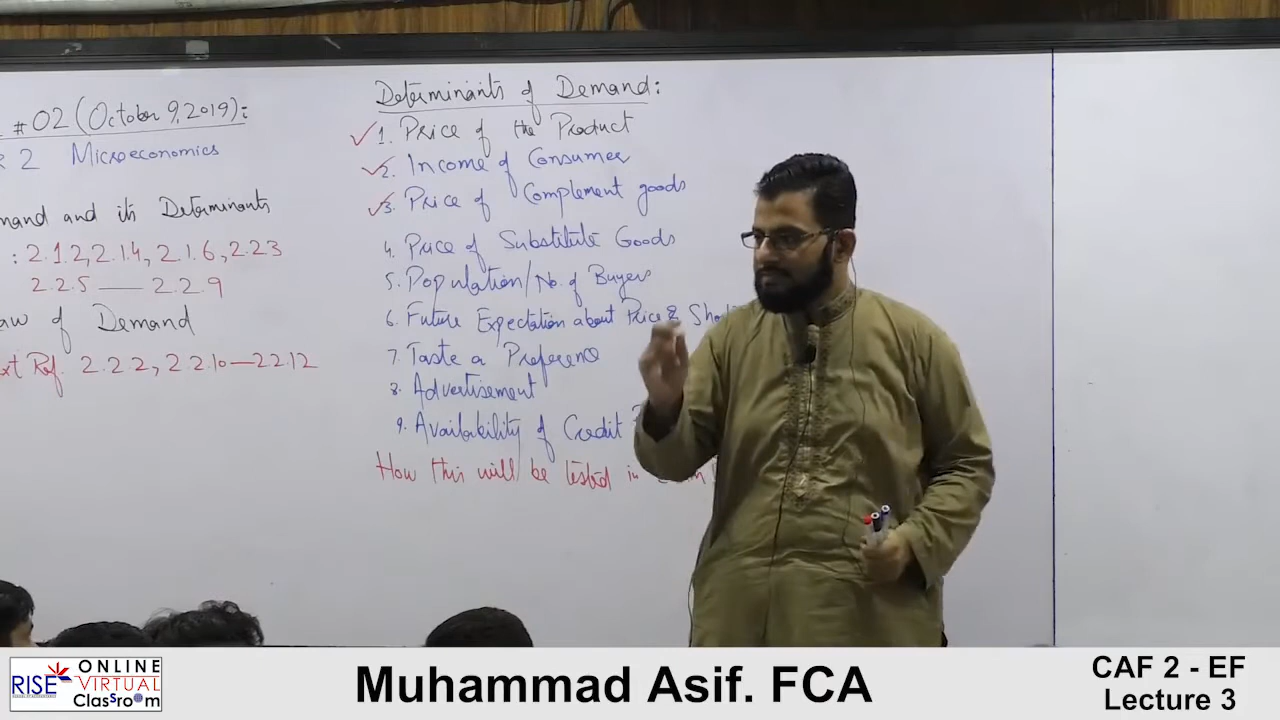 # 02 (October 9, 2019):
2 Microeconomics
mand and its Determinants
: 2.1.2, 2.1.4, 2.1.6, 2.2.3
2.2.5 — 2.2.9
aw of Demand
xt Ref. 2.2.2, 2.2.10—2.2.12
Determinants of Demand:
1. Price of the Product
2. Income of Consumer
3. Price of Complement goods
4. Price of Substitute Goods
5. Population/No. of Buyers
6. Future Expectation about Price &
7. Taste a Preference
8. Advertisement
9. Availability of Credit
How this will be tested in
RISE
ONLINE
VIRTUAL
Classroom
Muhammad Asif. FCA
CAF 2 - EF
Lecture 3